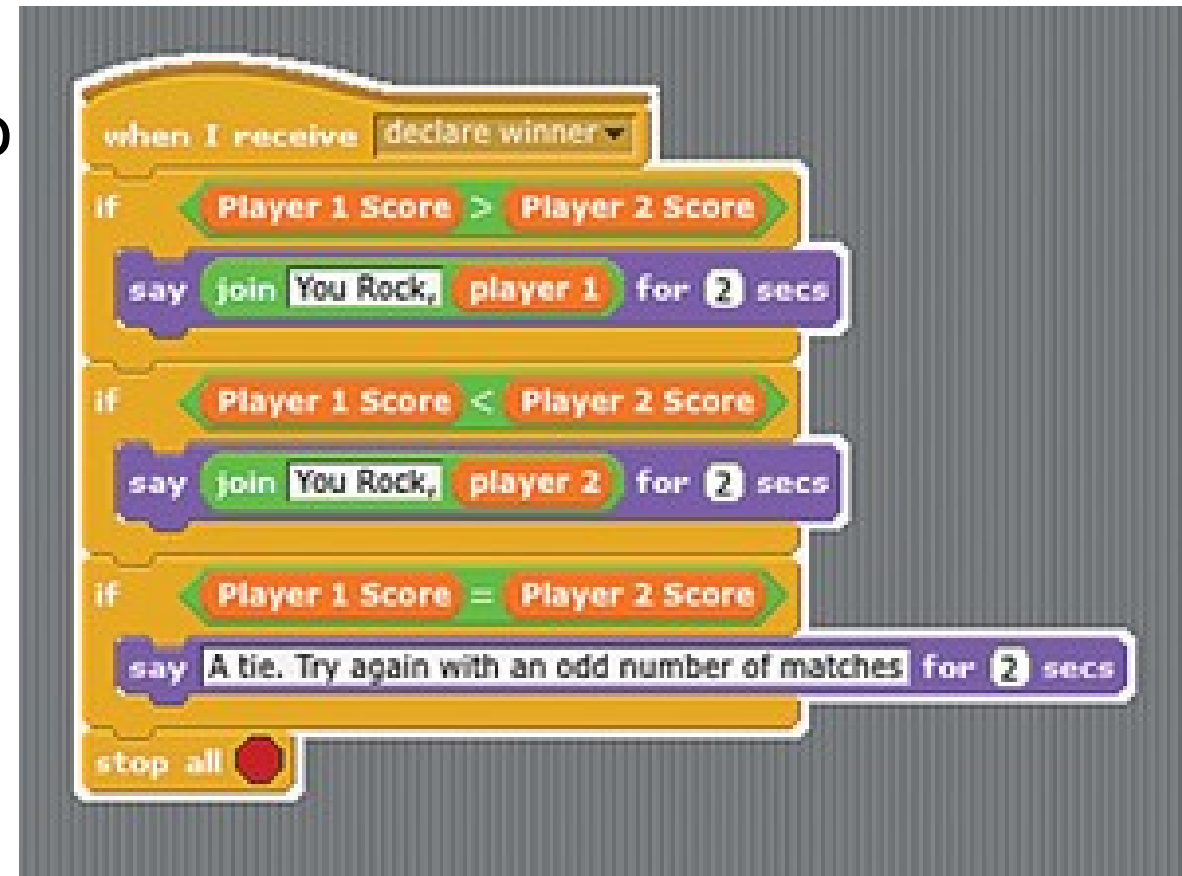 when I receive declare winner
if Player 1 Score > Player 2 Score
say join You Rock, player 1 for 2 secs
if Player 1 Score < Player 2 Score
say join You Rock, player 2 for 2 secs
if Player 1 Score = Player 2 Score
say A tie. Try again with an odd number of matches for 2 secs
stop all